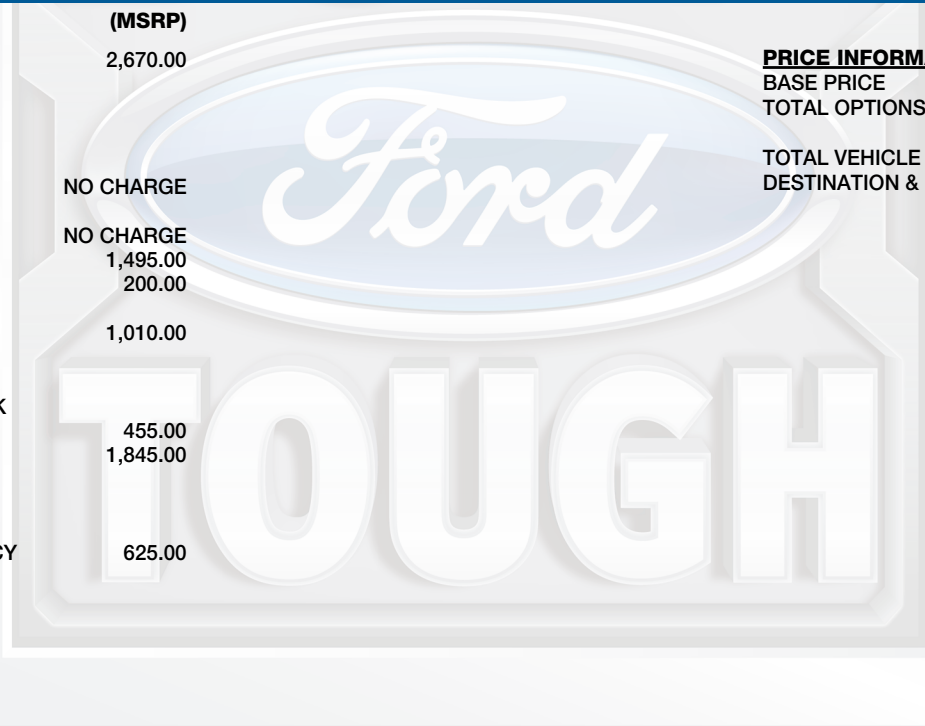 (MSRP)
2,670.00
NO CHARGE
NO CHARGE
1,495.00
200.00
1,010.00
K
455.00
1,845.00
CY
625.00
PRICE INFORMA
BASE PRICE
TOTAL OPTIONS
TOTAL VEHICLE
DESTINATION &
Ford
TOUGH